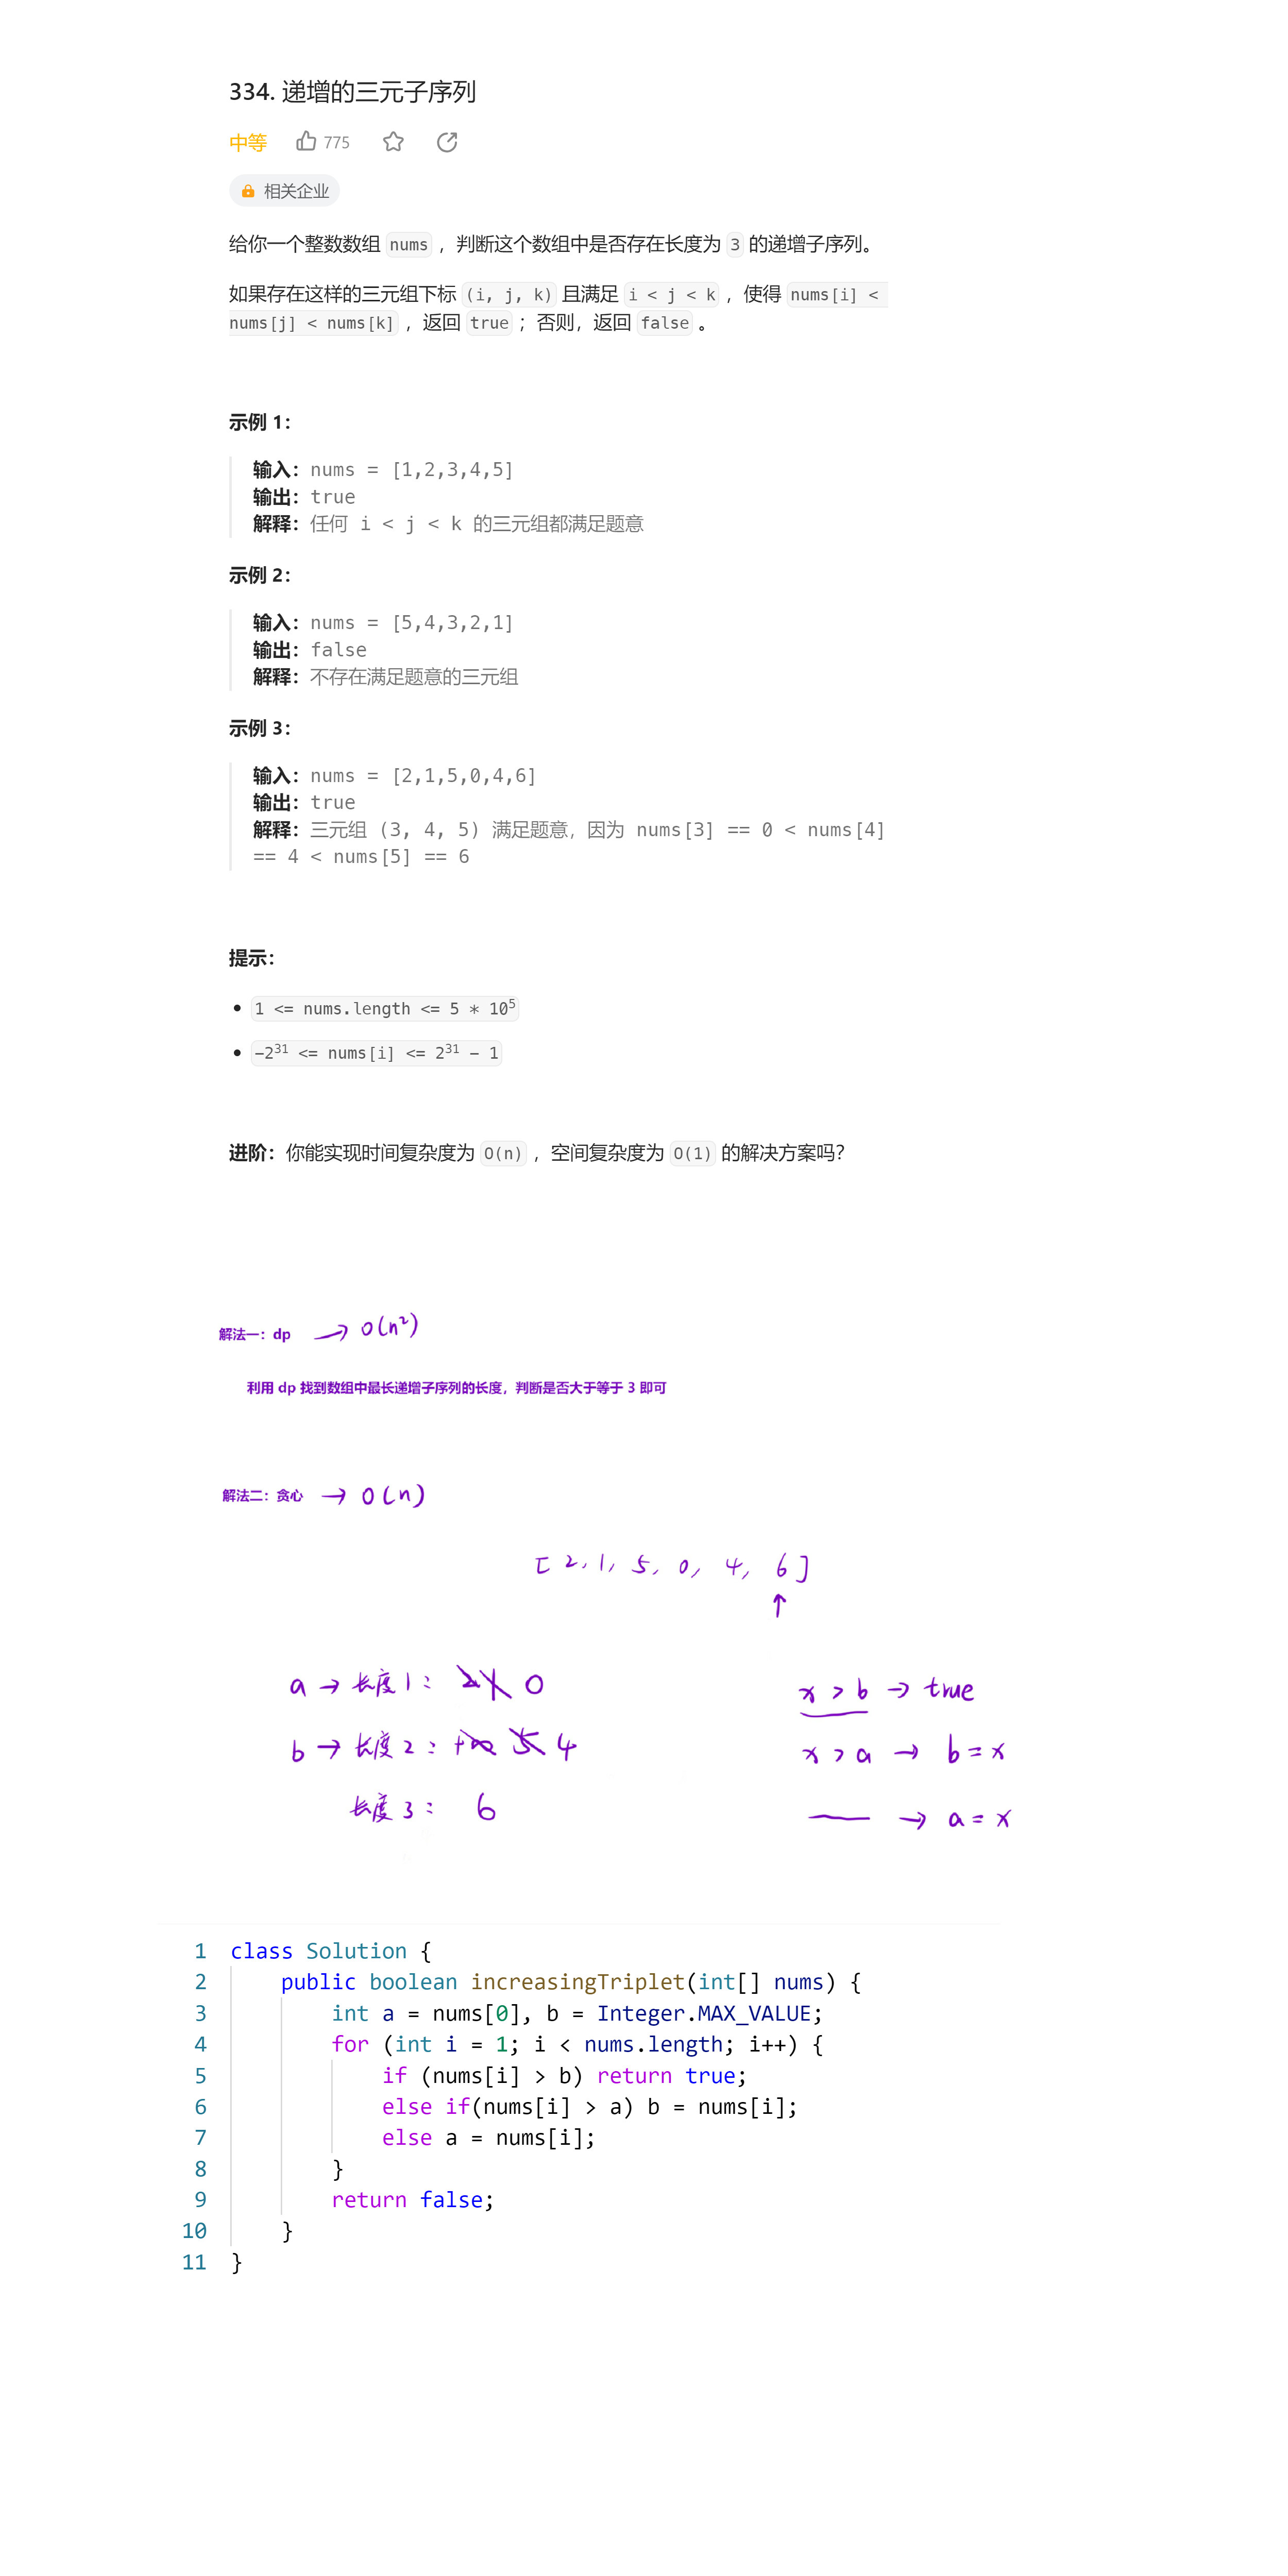 334. 递增的三元子序列
中等 775
相关企业
给你一个整数数组 nums ，判断这个数组中是否存在长度为 3 的递增子序列。
如果存在这样的三元组下标 (i, j, k) 且满足 i < j < k ，使得 nums[i] <
nums[j] < nums[k] ，返回 true ；否则，返回 false 。
示例 1：
输入：nums = [1,2,3,4,5]
输出：true
解释：任何 i < j < k 的三元组都满足题意
示例 2：
输入：nums = [5,4,3,2,1]
输出：false
解释：不存在满足题意的三元组
示例 3：
输入：nums = [2,1,5,0,4,6]
输出：true
解释：三元组 (3, 4, 5) 满足题意，因为 nums[3] == 0 < nums[4]
== 4 < nums[5] == 6
提示：
• 1 <= nums.length <= 5 * 10⁵
• -2³¹ <= nums[i] <= 2³¹ - 1
进阶：你能实现时间复杂度为 O(n) ，空间复杂度为 O(1) 的解决方案吗？
解法一：dp → O(n²)
利用 dp 找到数组中最长递增子序列的长度，判断是否大于等于 3 即可
解法二：贪心 → O(n)
[2, 1, 5, 0, 4, 6]
↑
a → 长度1： 2 1 0
x > b → true
b → 长度2： +∞ 5 4
x > a → b = x
长度3： 6
— → a = x
1 class Solution {
2 public boolean increasingTriplet(int[] nums) {
3 int a = nums[0], b = Integer.MAX_VALUE;
4 for (int i = 1; i < nums.length; i++) {
5 if (nums[i] > b) return true;
6 else if(nums[i] > a) b = nums[i];
7 else a = nums[i];
8 }
9 return false;
10 }
11 }